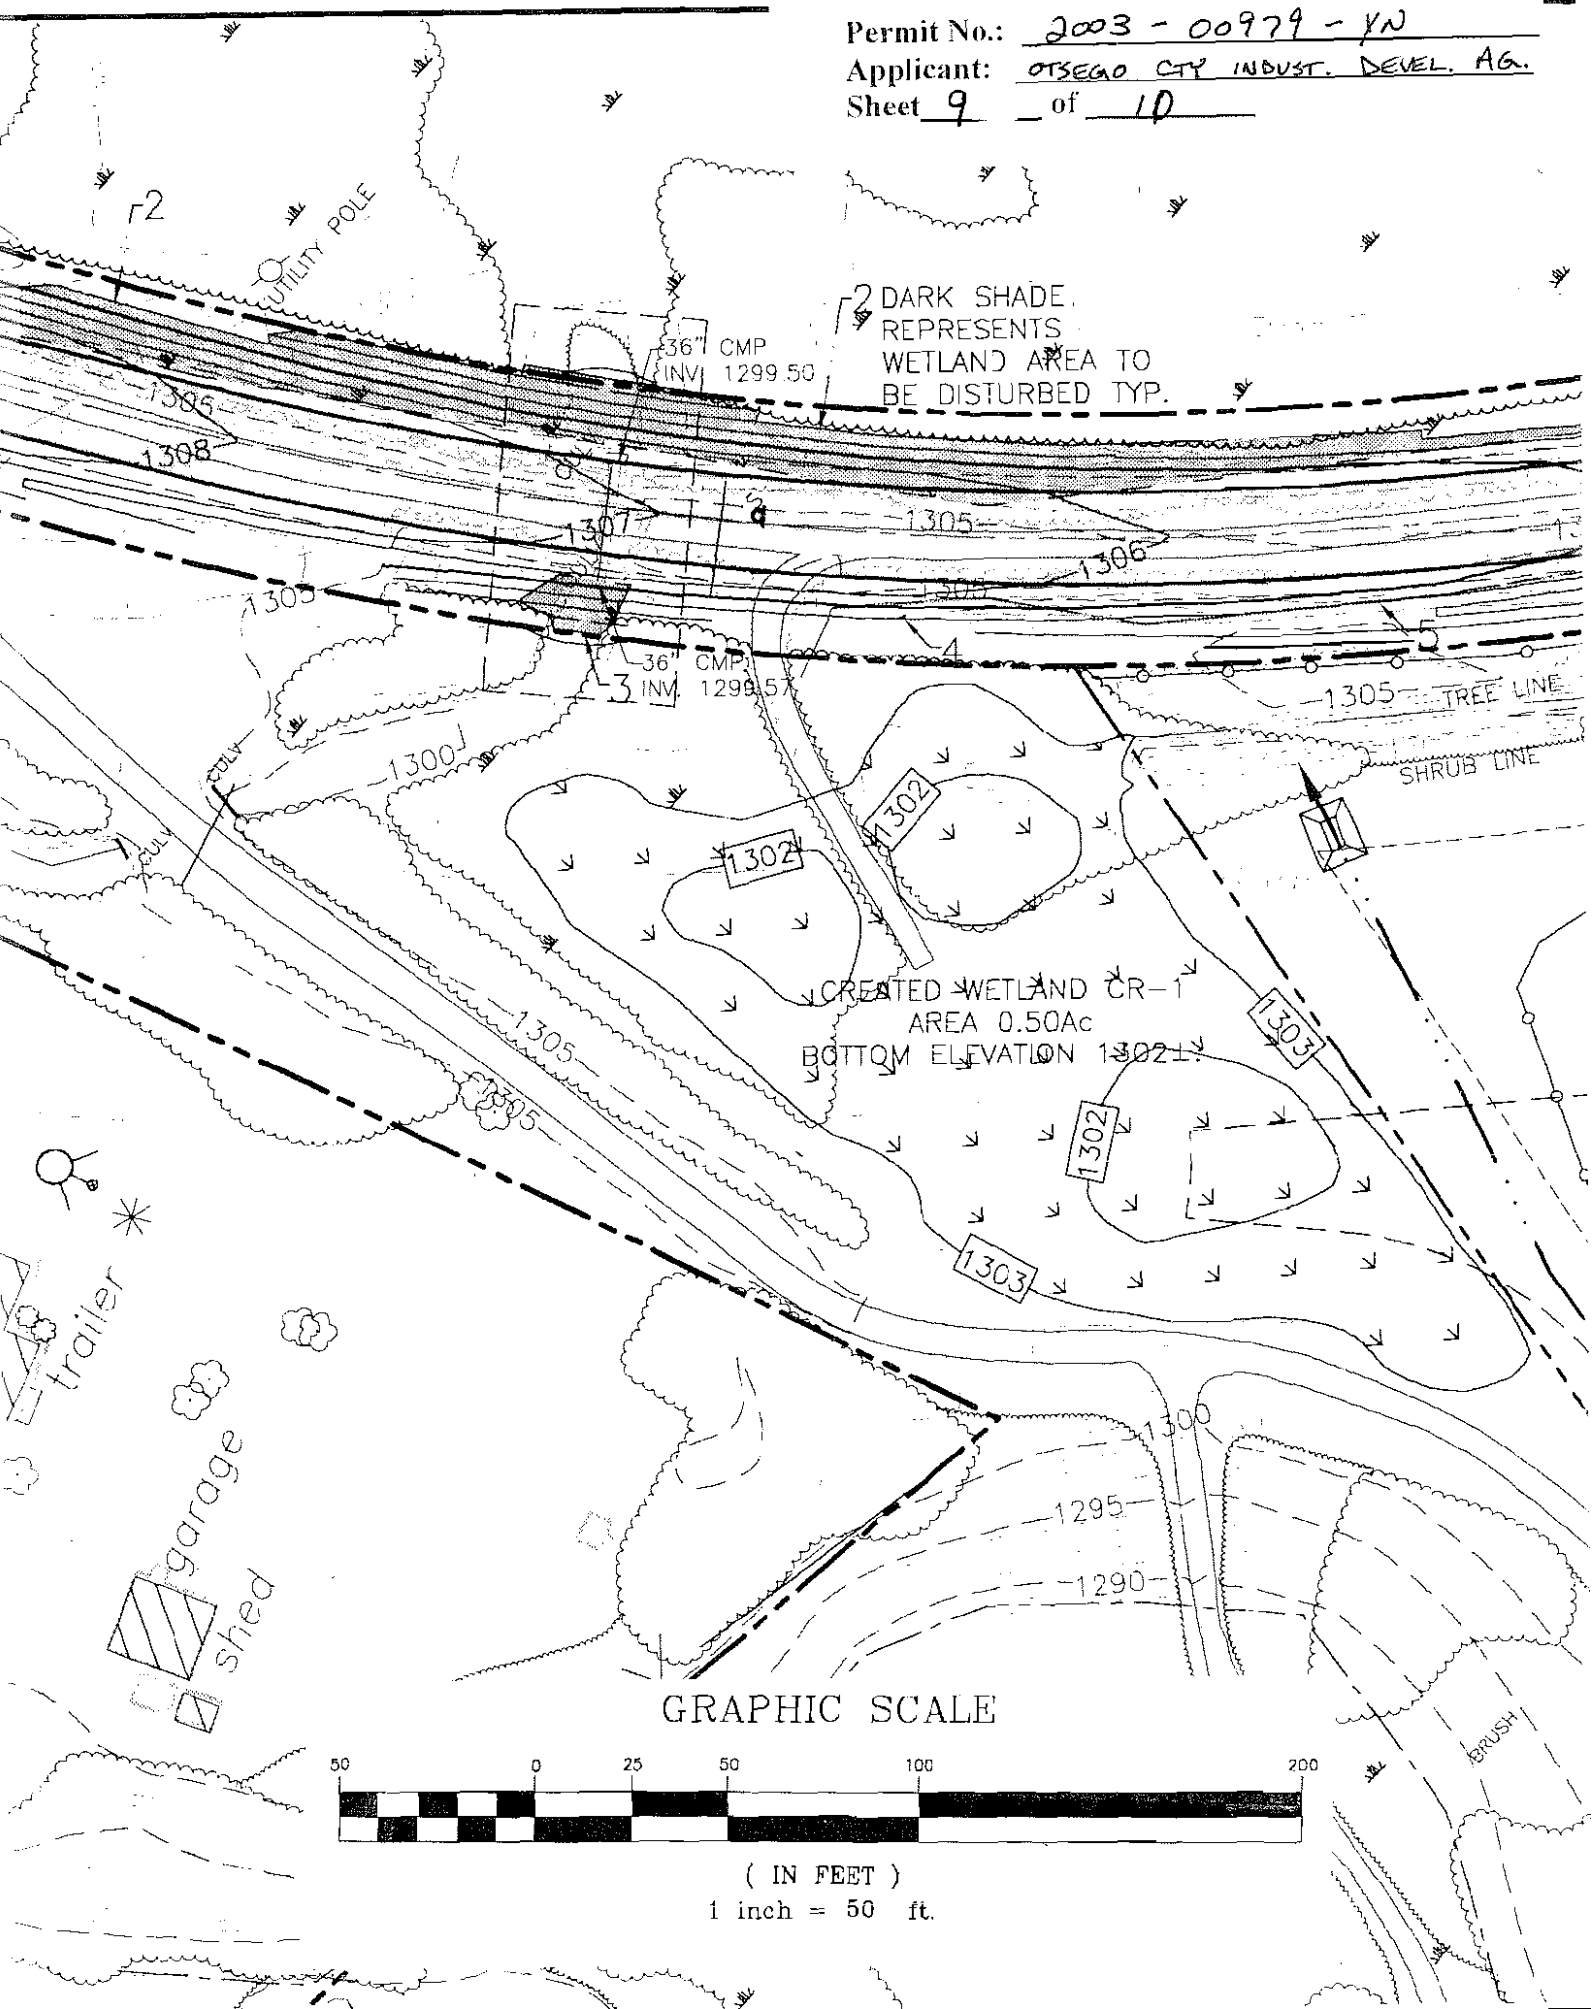 Permit No.: 2003 - 00979 - YN
Applicant: OTSEGO CTY INDUST. DEVEL. AG.
Sheet 9 of 10
2
UTILITY POLE
2 DARK SHADE
REPRESENTS
WETLAND AREA TO
BE DISTURBED TYP.
36" CMP
INV. 1299.50
1305
1308
1307
1305
1306
1305
1305
4
5
36" CMP
3 INV. 1299.57
1305
TREE LINE
SHRUB LINE
1300
CULV
CULV
1302
1302
CREATED WETLAND CR-1
AREA 0.50Ac
BOTTOM ELEVATION 1302±
1303
1305
1305
1302
1303
trailer
garage
shed
1300
1295
1290
BRUSH
GRAPHIC SCALE
50 0 25 50 100 200
( IN FEET )
1 inch = 50 ft.